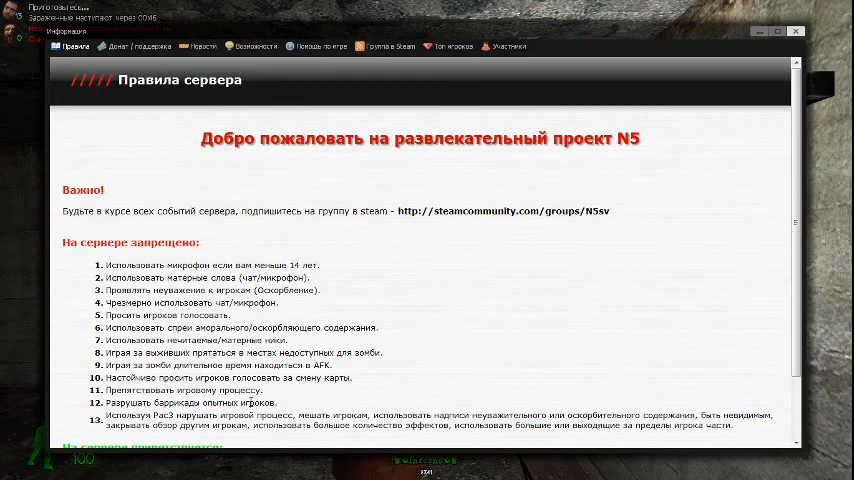 Приготовьтесь...
Зараженные наступают через 00:46
Информация
Правила
Донат / поддержка
Новости
Возможности
Помощь по игре
Группа в Steam
Топ игроков
Участники
Правила сервера
Добро пожаловать на развлекательный проект N5
Важно!
Будьте в курсе всех событий сервера, подпишитесь на группу в steam - http://steamcommunity.com/groups/N5sv
На сервере запрещено:
1. Использовать микрофон если вам меньше 14 лет.
2. Использовать матерные слова (чат/микрофон).
3. Проявлять неуважение к игрокам (Оскорбление).
4. Чрезмерно использовать чат/микрофон.
5. Просить игроков голосовать.
6. Использовать спреи аморального/оскорбляющего содержания.
7. Использовать нечитаемые/матерные ники.
8. Играя за выживших прятаться в местах недоступных для зомби.
9. Играя за зомби длительное время находиться в AFK.
10. Настойчиво просить игроков голосовать за смену карты.
11. Препятствовать игровому процессу.
12. Разрушать баррикады опытных игроков.
13. Используя Pac3 нарушать игровой процесс, мешать игрокам, использовать надписи неуважительного или оскорбительного содержания, быть невидимым,
закрывать обзор другим игрокам, использовать большое количество эффектов, использовать большие или выходящие за пределы игрока части.
На сервере приветствуется:
100
Inferno